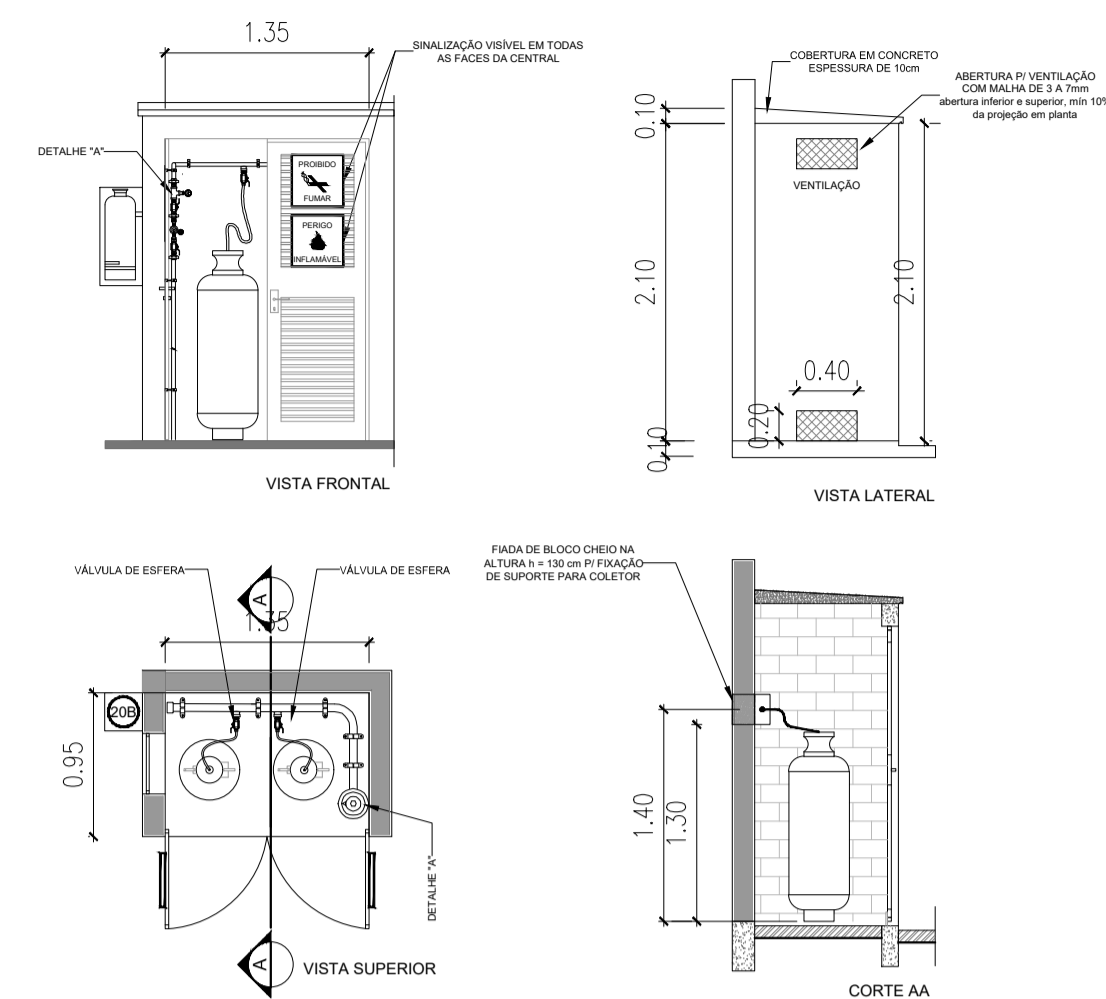 1.35
SINALIZAÇÃO VISÍVEL EM TODAS
AS FACES DA CENTRAL
DETALHE "A"
PROIBIDO
FUMAR
PERIGO
INFLAMÁVEL
VISTA FRONTAL
COBERTURA EM CONCRETO
ESPESSURA DE 10cm
ABERTURA P/ VENTILAÇÃO
COM MALHA DE 3 A 7mm
abertura inferior e superior, mín 10%
da projeção em planta
0.10
VENTILAÇÃO
2.10
2.10
0.40
0.20
0.10
VISTA LATERAL
VÁLVULA DE ESFERA
VÁLVULA DE ESFERA
A
1.35
20B
0.95
DETALHE "A"
A
VISTA SUPERIOR
FIADA DE BLOCO CHEIO NA
ALTURA h = 130 cm P/ FIXAÇÃO
DE SUPORTE PARA COLETOR
1.40
1.30
CORTE AA